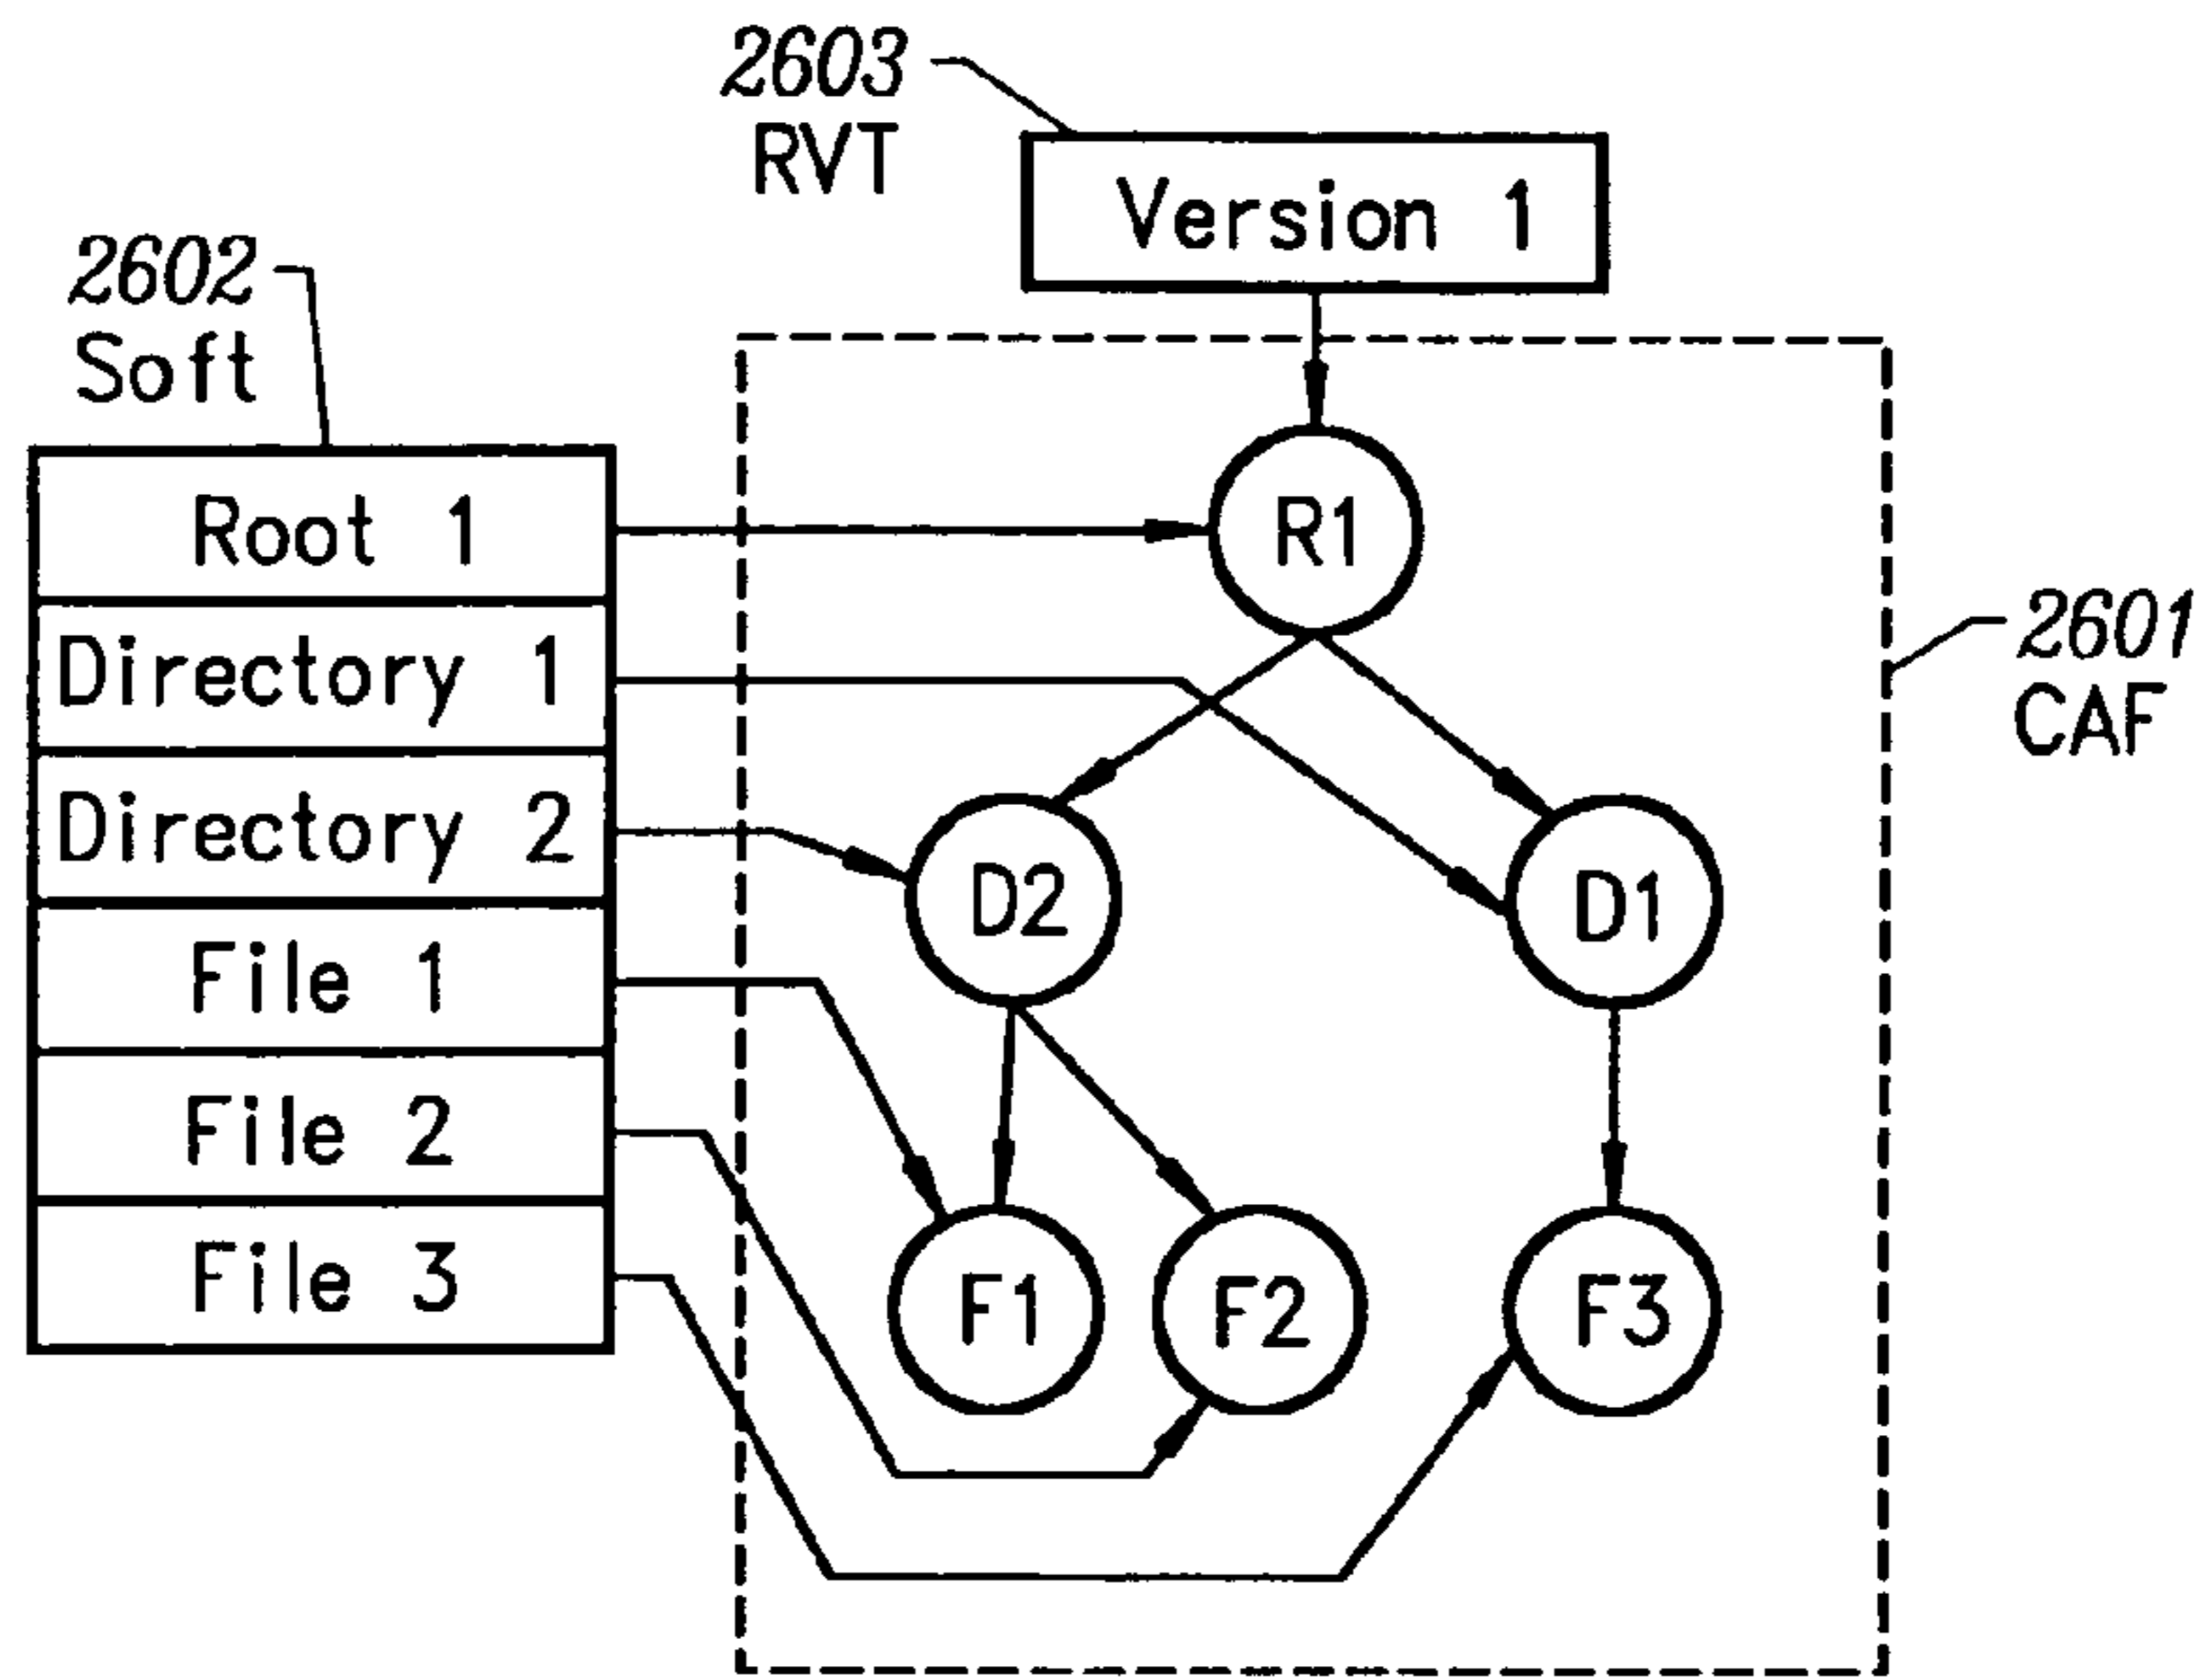 2603
RVT
Version 1
2602
Soft
Root 1
Directory 1
Directory 2
File 1
File 2
File 3
R1
D2
D1
F1
F2
F3
2601
CAF